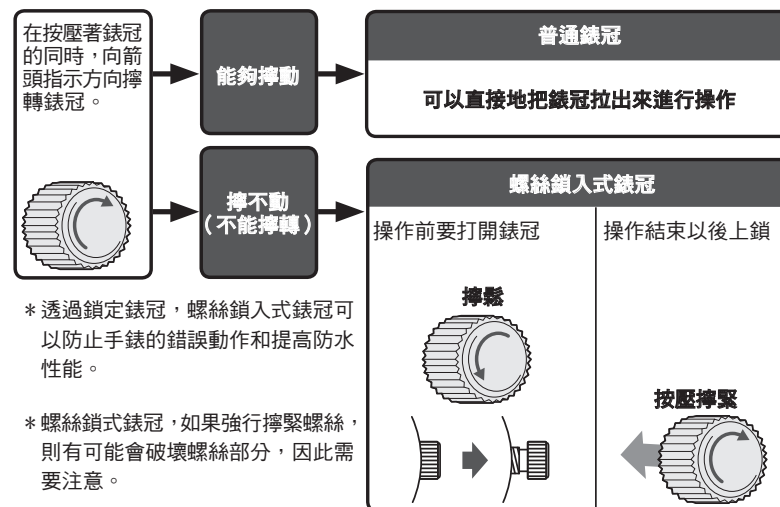 在按壓著錶冠
的同時，向箭
頭指示方向擰
轉錶冠。
能夠擰動
普通錶冠
可以直接地把錶冠拉出來進行操作
擰不動
（不能擰轉）
螺絲鎖入式錶冠
操作前要打開錶冠
擰鬆
操作結束以後上鎖
按壓擰緊
＊透過鎖定錶冠，螺絲鎖入式錶冠可
以防止手錶的錯誤動作和提高防水
性能。
＊螺絲鎖式錶冠，如果強行擰緊螺絲，
則有可能會破壞螺絲部分，因此需
要注意。